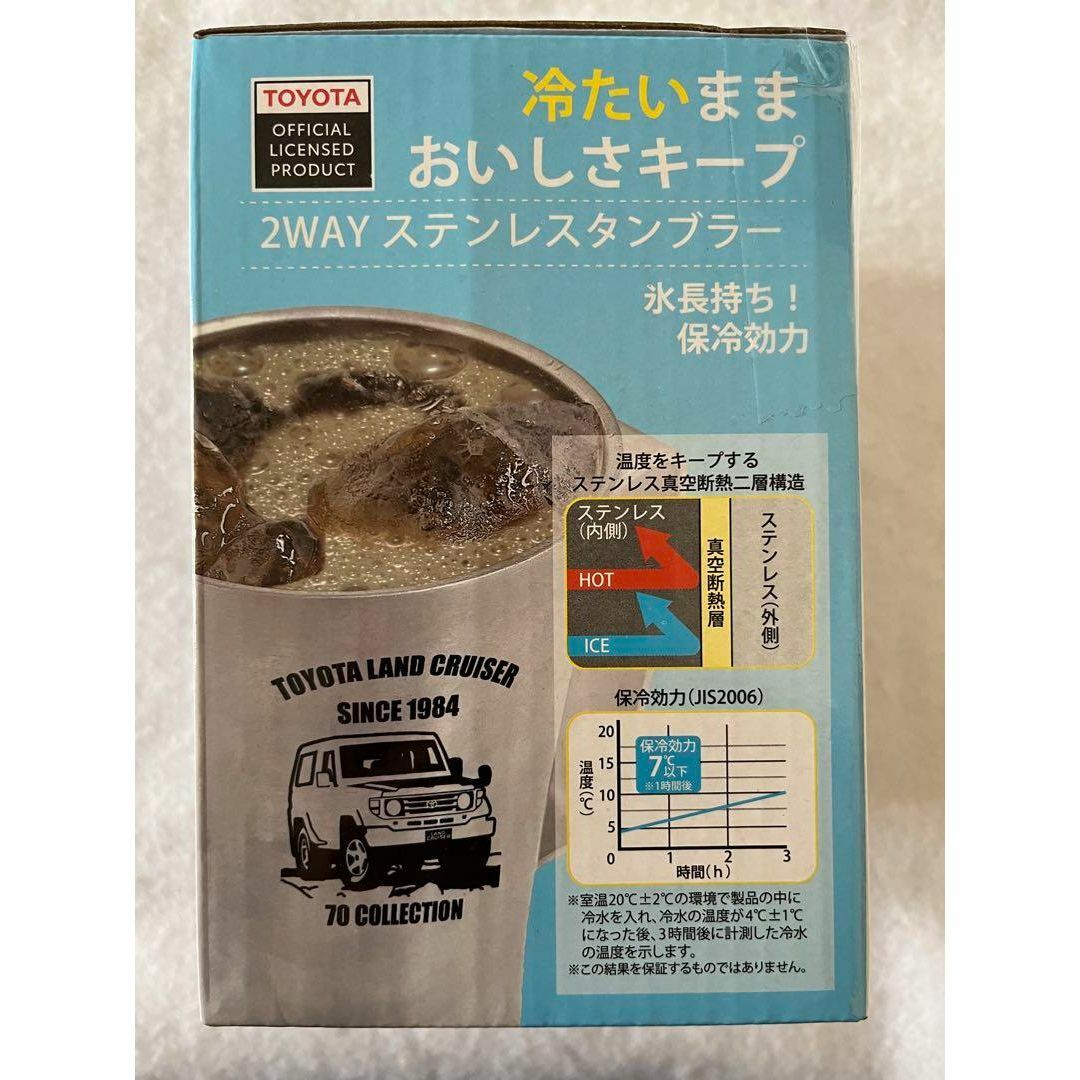 TOYOTA
OFFICIAL
LICENSED
PRODUCT
冷たいまま
おいしさキープ
2WAY ステンレスタンブラー
氷長持ち!
保冷効力
温度をキープする
ステンレス真空断熱二層構造
ステンレス
(内側)
HOT
ICE
真空断熱層
ステンレス(外側)
TOYOTA LAND CRUISER
SINCE 1984
LAND
CRUISER
70 COLLECTION
保冷効力(JIS2006)
温度(℃)
20
15
10
5
0
保冷効力
7℃以下
※1時間後
1
2
3
時間(h)
※室温20℃±2℃の環境で製品の中に
冷水を入れ、冷水の温度が4℃±1℃
になった後、3時間後に計測した冷水
の温度を示します。
※この結果を保証するものではありません。